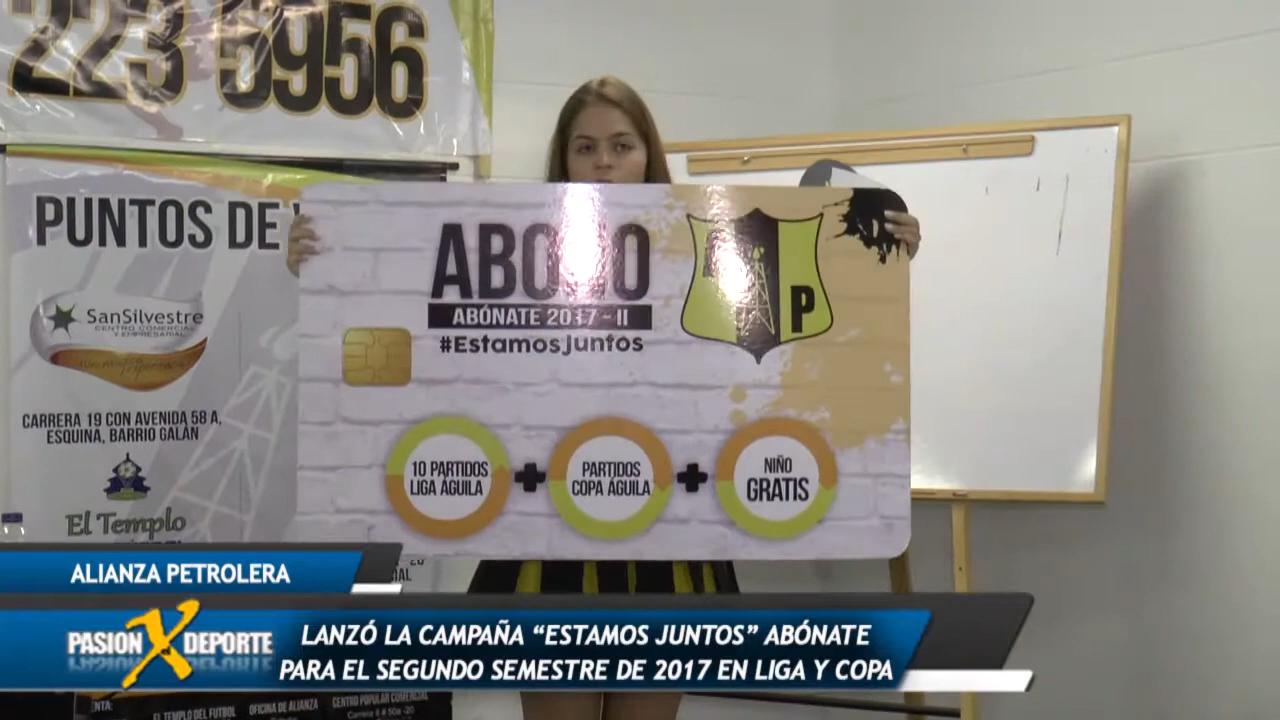 223 5956
PUNTOS DE
SanSilvestre
CENTRO COMERCIAL
Y EMPRESARIAL
CARRERA 19 CON AVENIDA 58 A,
ESQUINA, BARRIO GALÁN
El Templo
ABONO
ABÓNATE 2017 - II
#EstamosJuntos
P
10 PARTIDOS
LIGA ÁGUILA
+
PARTIDOS
COPA ÁGUILA
+
NIÑO
GRATIS
ALIANZA PETROLERA
PASION X DEPORTE
LANZÓ LA CAMPAÑA “ESTAMOS JUNTOS” ABÓNATE
PARA EL SEGUNDO SEMESTRE DE 2017 EN LIGA Y COPA
EL TEMPLO DEL FUTBOL
OFICINA DE ALIANZA
CENTRO POPULAR COMERCIAL